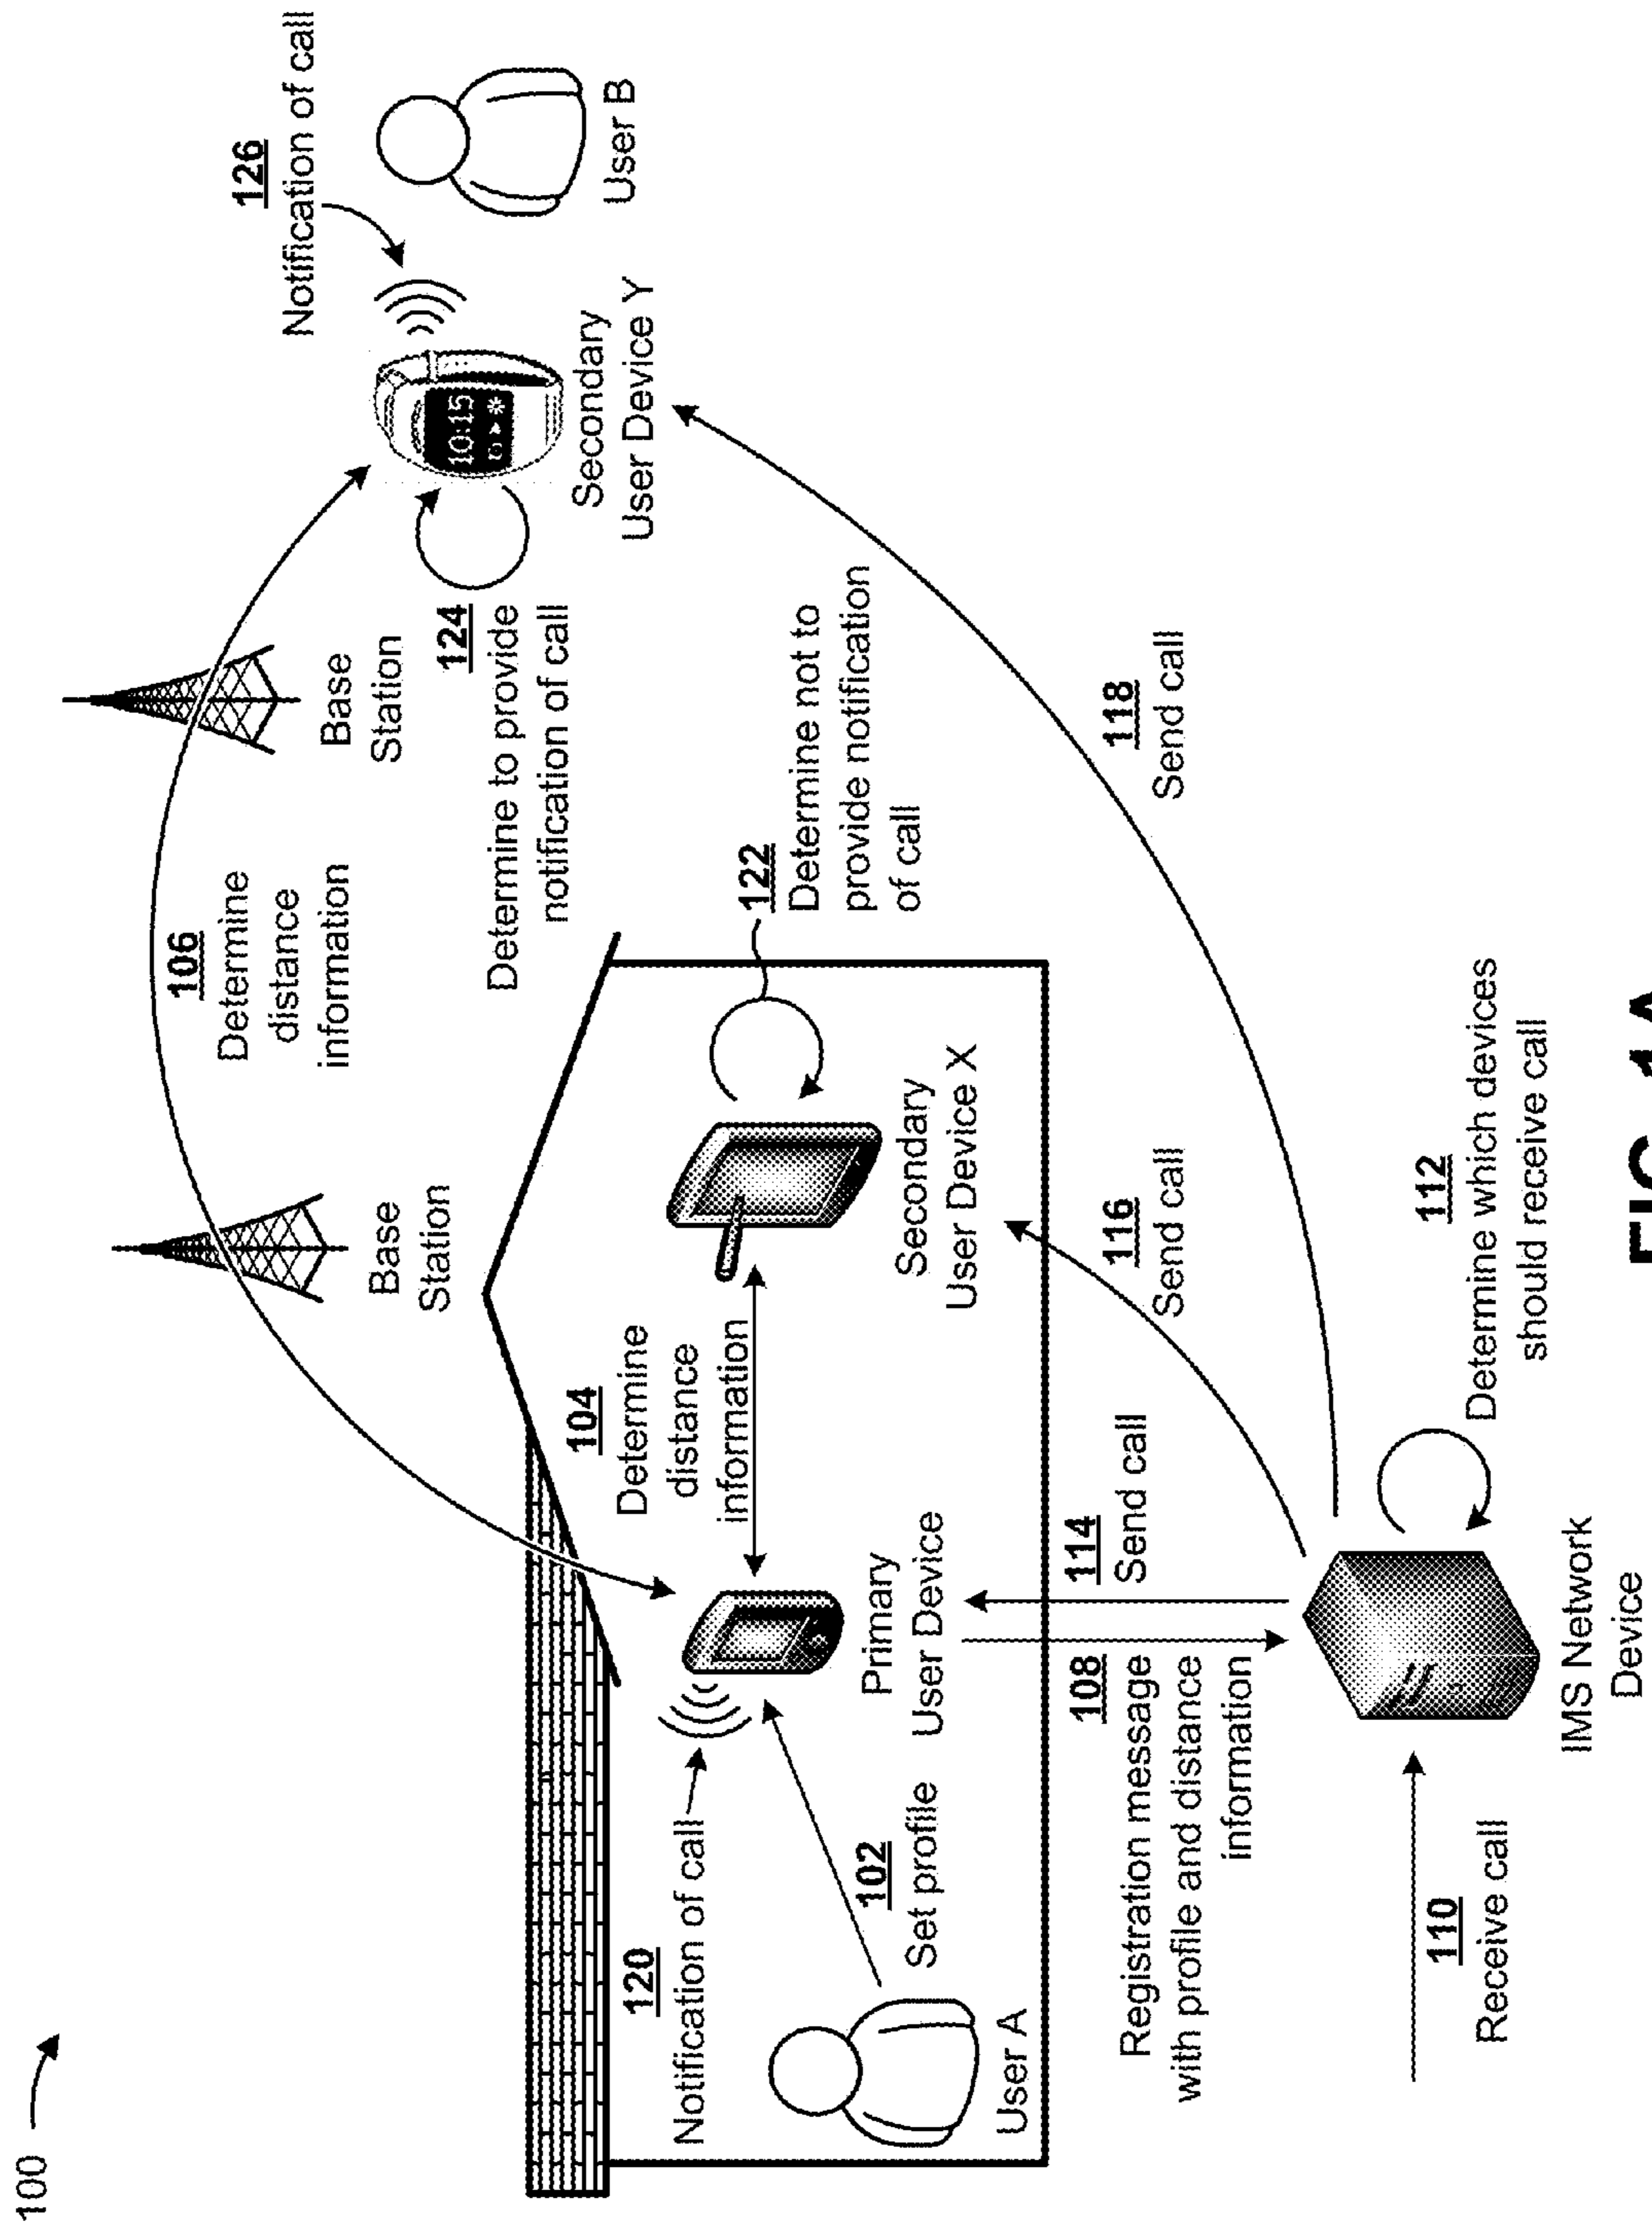 100
106
Determine
distance
information
Base
Station
Base
Station
126
Notification of call
10:15
124
Determine to provide
notification of call
Secondary
User Device Y
User B
120
Notification of call
104
Determine
distance
information
122
Determine not to
provide notification
of call
102
Set profile
User A
Primary
User Device
Secondary
User Device X
108
Registration message
with profile and distance
information
114
Send call
116
Send call
118
Send call
110
Receive call
112
Determine which devices
should receive call
IMS Network
Device
FIG. 1A